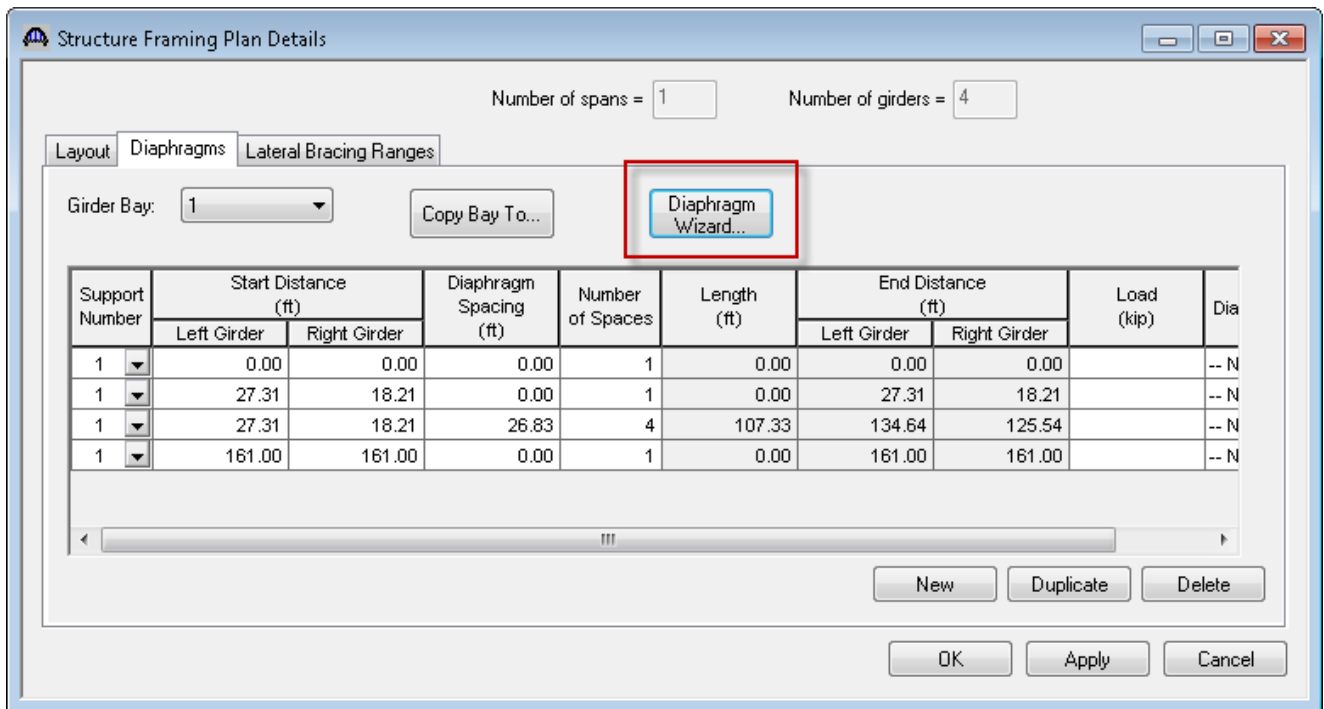 Structure Framing Plan Details
Number of spans = 1 Number of girders = 4
Layout Diaphragms Lateral Bracing Ranges
Girder Bay: 1 Copy Bay To... Diaphragm
Wizard...
Support Number Start Distance (ft) Diaphragm Spacing (ft) Number of Spaces Length (ft) End Distance (ft) Load (kip) Dia
Left Girder Right Girder Left Girder Right Girder
1 0.00 0.00 0.00 1 0.00 0.00 0.00 -- N
1 27.31 18.21 0.00 1 0.00 27.31 18.21 -- N
1 27.31 18.21 26.83 4 107.33 134.64 125.54 -- N
1 161.00 161.00 0.00 1 0.00 161.00 161.00 -- N
New Duplicate Delete
OK Apply Cancel